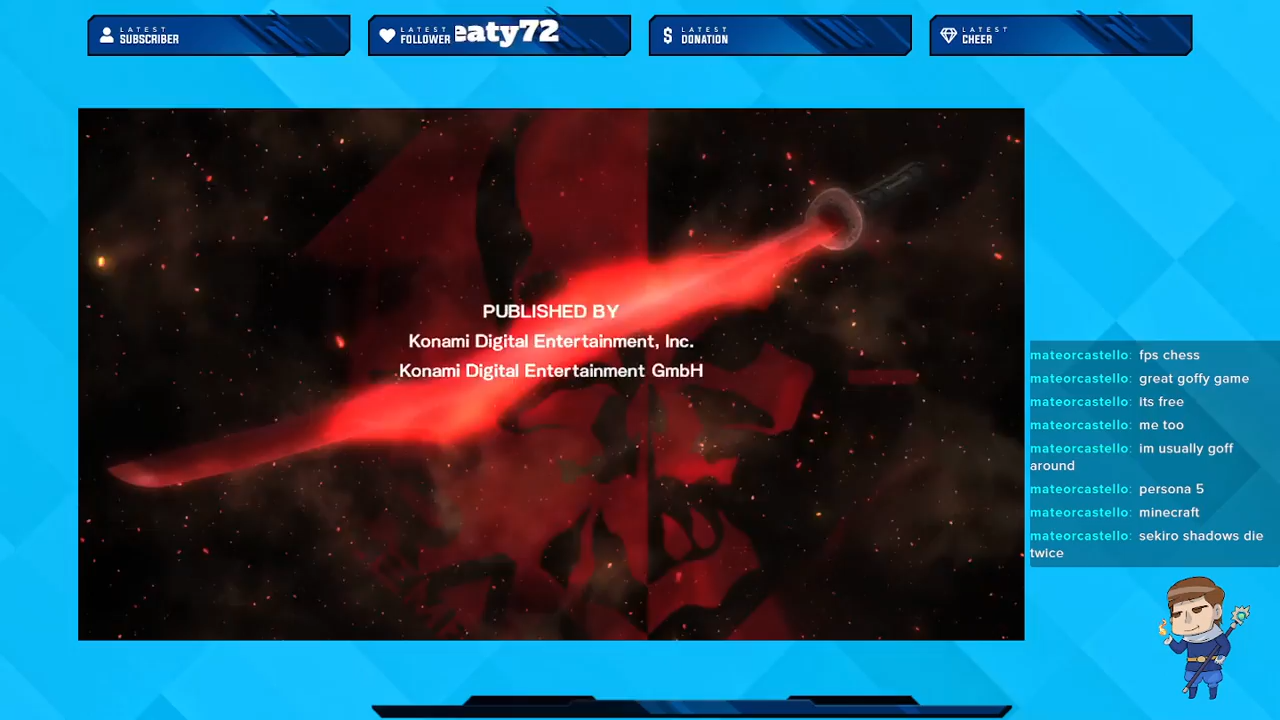 LATEST
SUBSCRIBER
LATEST
FOLLOWER
eaty72
LATEST
DONATION
LATEST
CHEER
PUBLISHED BY
Konami Digital Entertainment, Inc.
Konami Digital Entertainment GmbH
mateorcastello: fps chess
mateorcastello: great goffy game
mateorcastello: its free
mateorcastello: me too
mateorcastello: im usually goff
around
mateorcastello: persona 5
mateorcastello: minecraft
mateorcastello: sekiro shadows die
twice